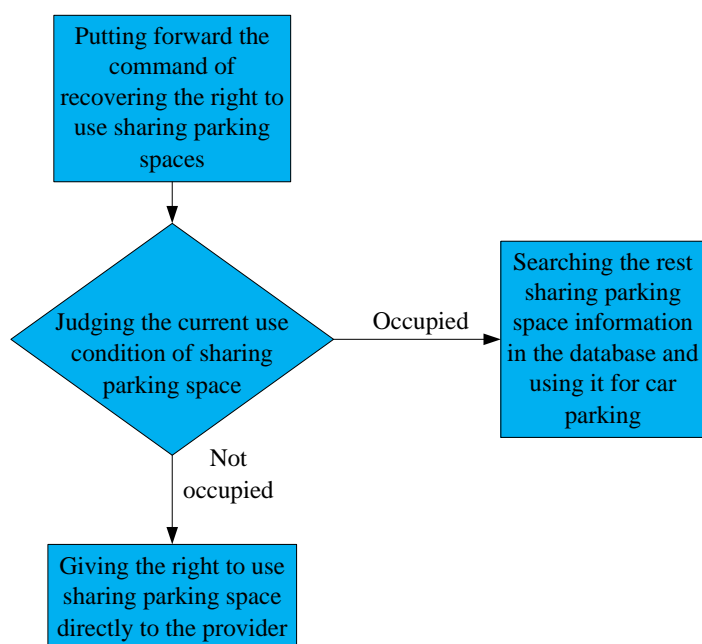 Putting forward the
command of
recovering the right to
use sharing parking
spaces
Judging the current use
condition of sharing
parking space
Occupied
Searching the rest
sharing parking
space information
in the database and
using it for car
parking
Not
occupied
Giving the right to use
sharing parking space
directly to the provider